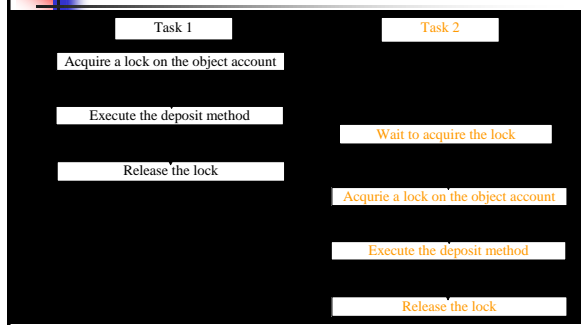 Task 1
Task 2
Acquire a lock on the object account
Execute the deposit method
Wait to acquire the lock
Release the lock
Acqurie a lock on the object account
Execute the deposit method
Release the lock